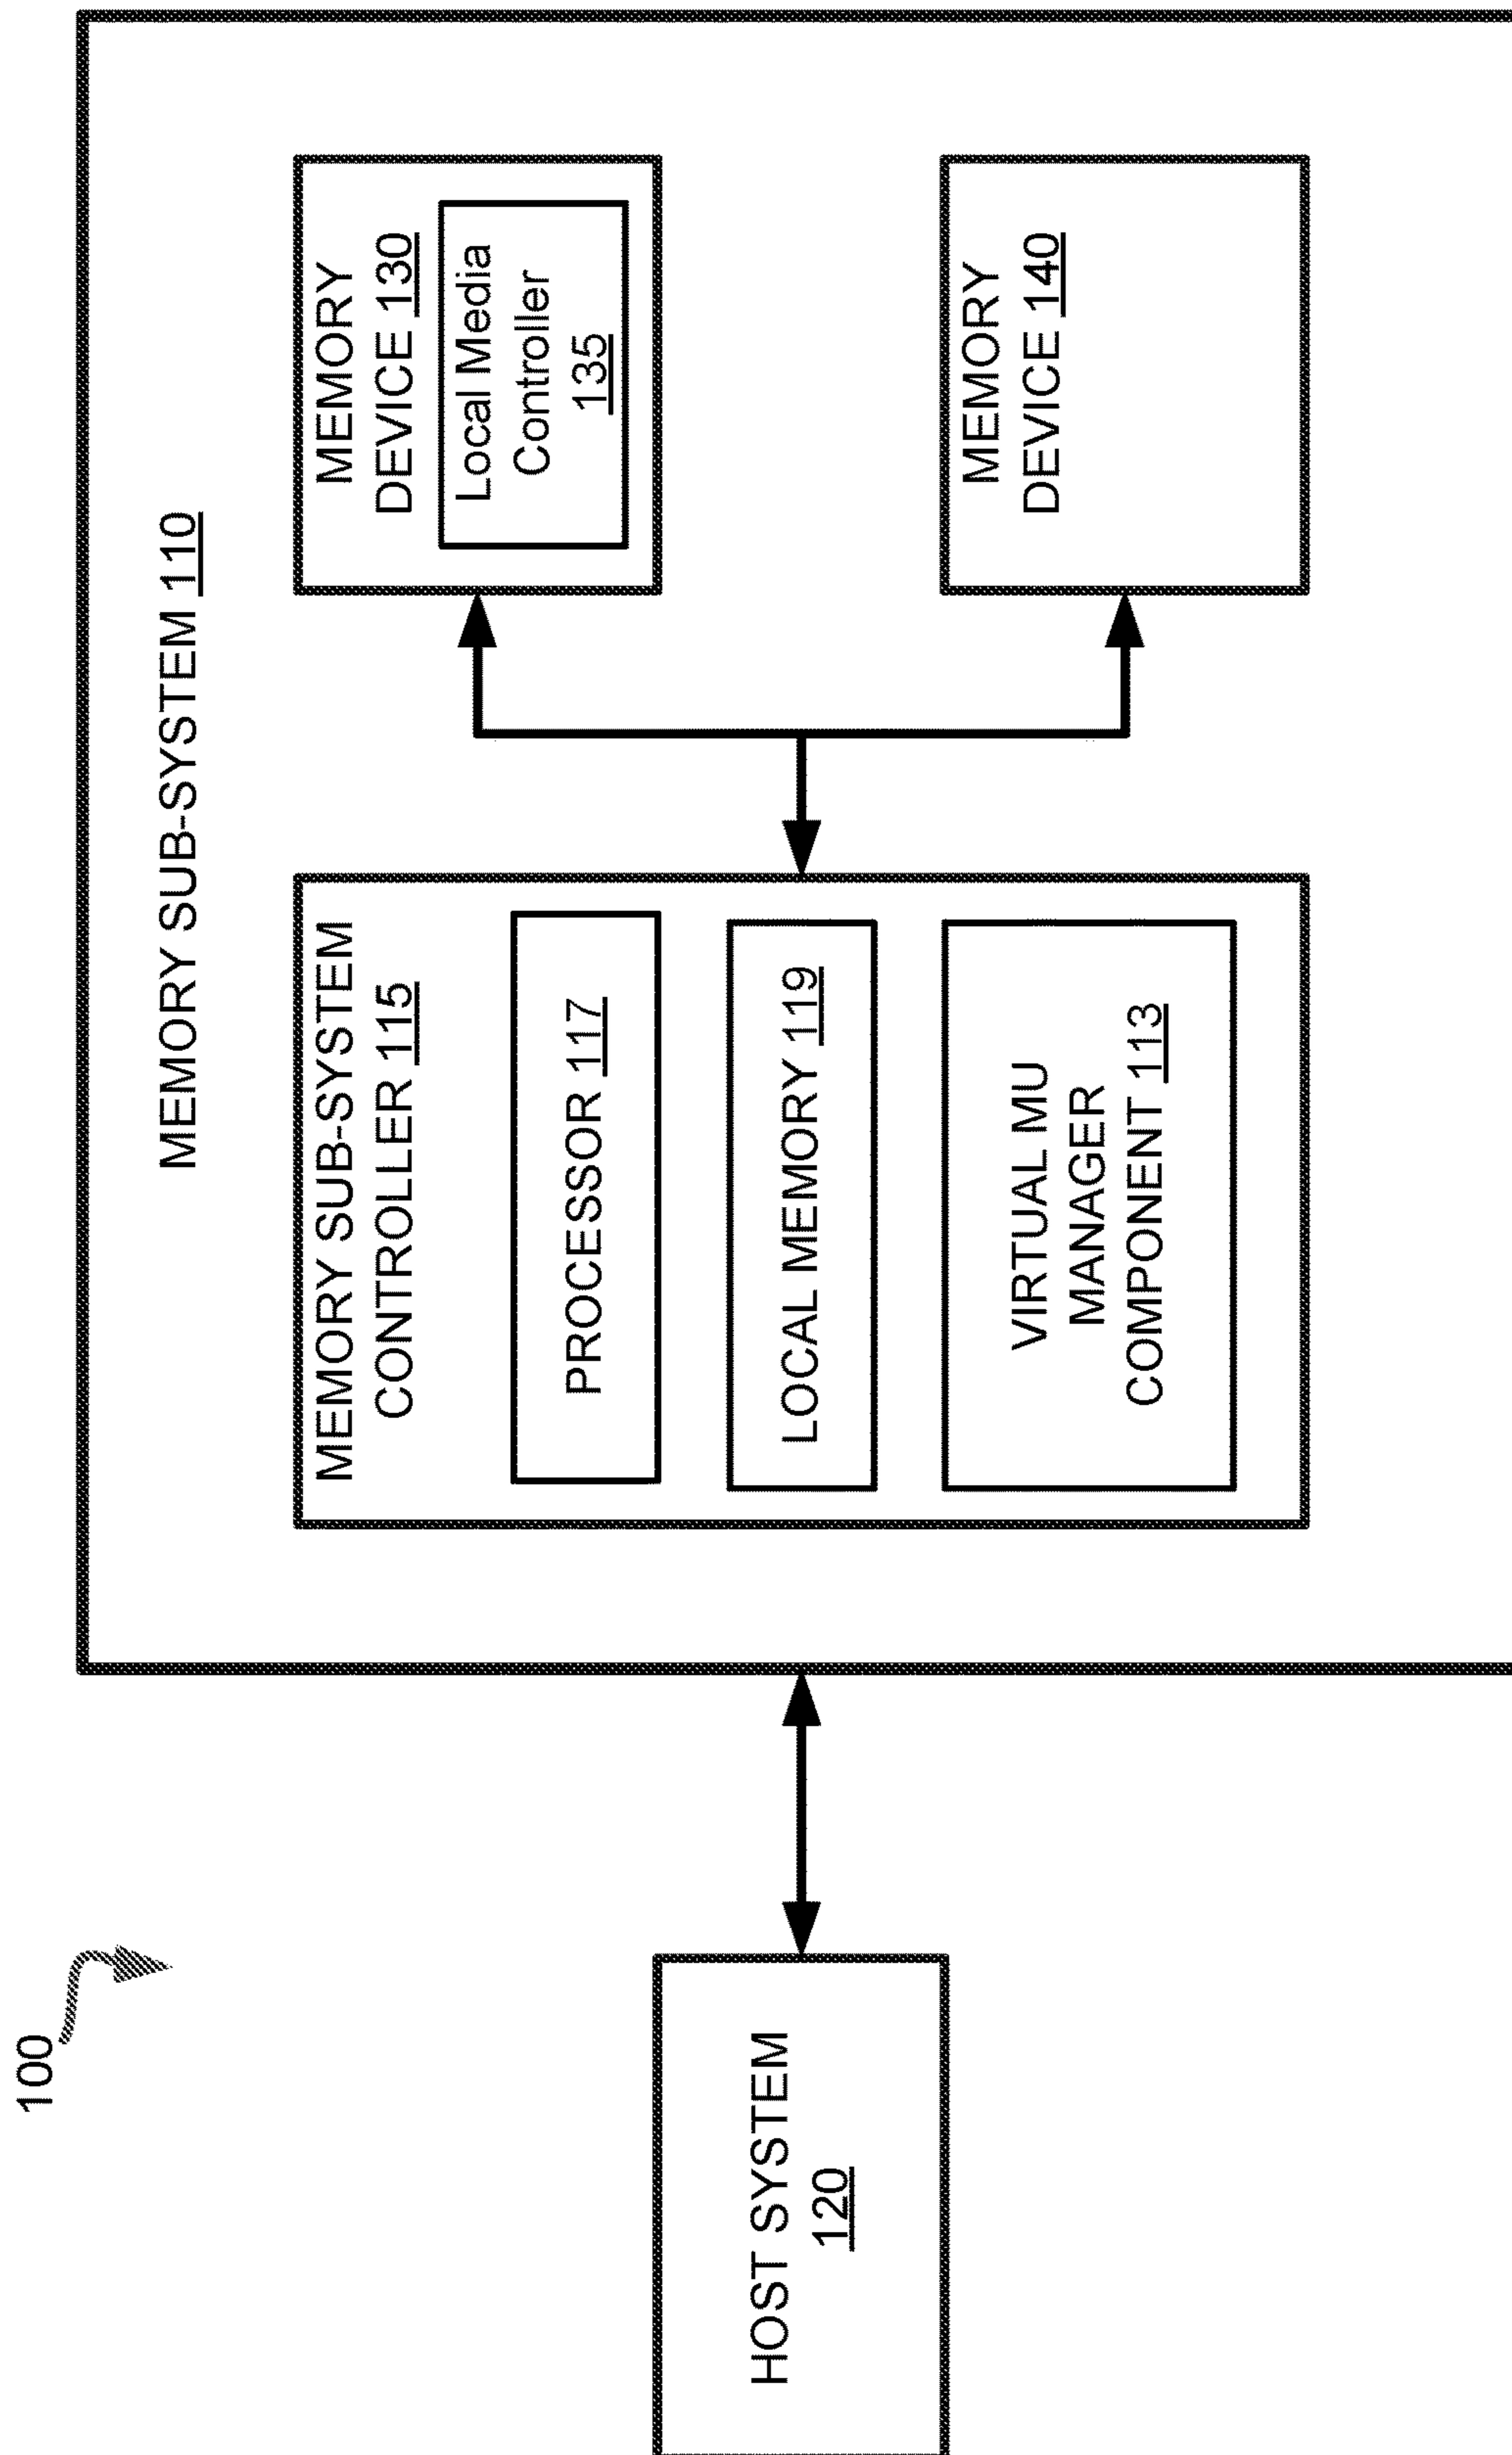 100
HOST SYSTEM
120
MEMORY SUB-SYSTEM 110
MEMORY SUB-SYSTEM
CONTROLLER 115
PROCESSOR 117
LOCAL MEMORY 119
VIRTUAL MU
MANAGER
COMPONENT 113
MEMORY
DEVICE 130
Local Media
Controller
135
MEMORY
DEVICE 140